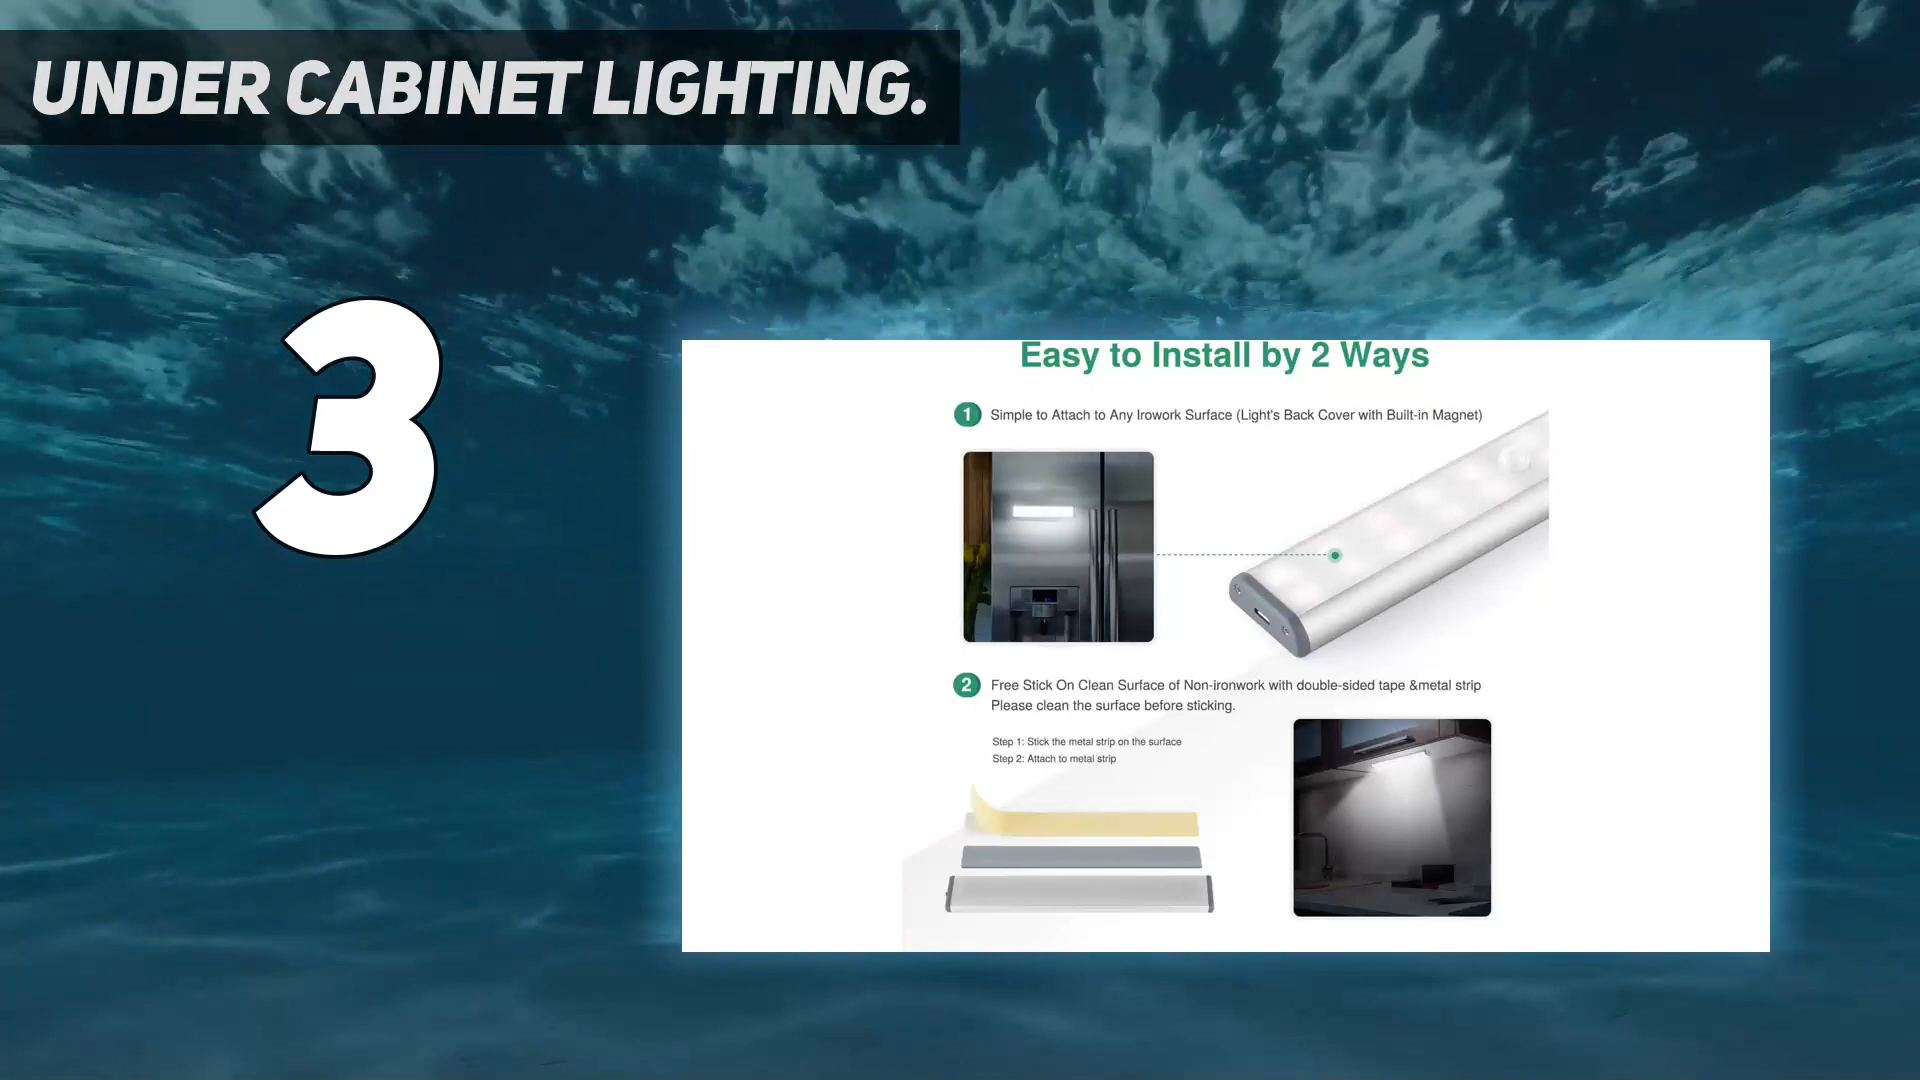 UNDER CABINET LIGHTING.
3
Easy to Install by 2 Ways
1 Simple to Attach to Any Irowork Surface (Light's Back Cover with Built-in Magnet)
2 Free Stick On Clean Surface of Non-ironwork with double-sided tape &metal strip
Please clean the surface before sticking.
Step 1: Stick the metal strip on the surface
Step 2: Attach to metal strip